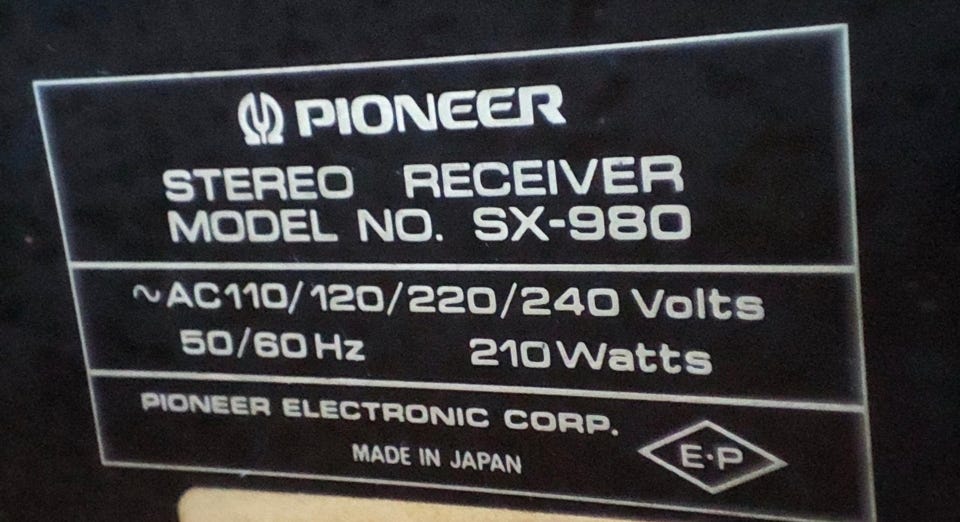 PIONEER
STEREO RECEIVER
MODEL NO. SX-980
~AC110/120/220/240 Volts
50/60Hz 210Watts
PIONEER ELECTRONIC CORP.
MADE IN JAPAN
E·P